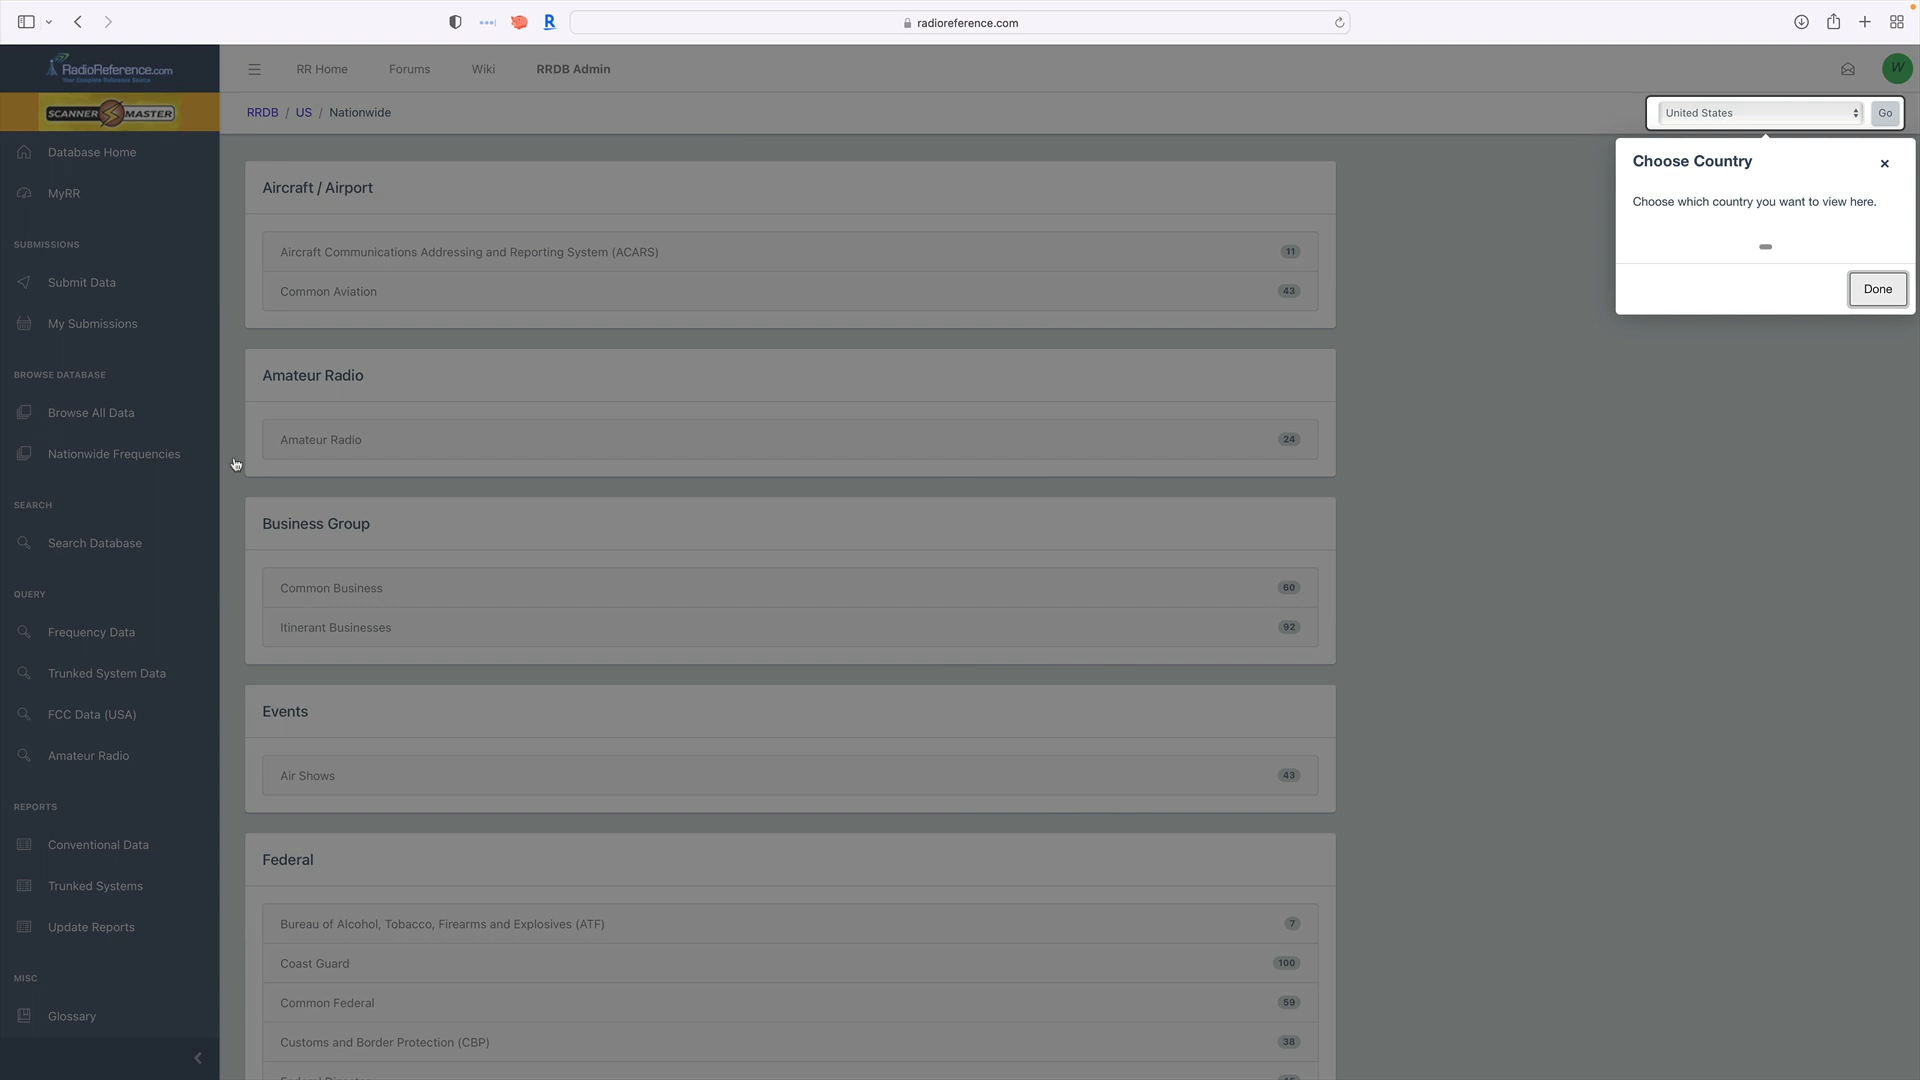 radioreference.com
RadioReference.com
Your Complete Reference Source
RR Home
Forums
Wiki
RRDB Admin
W
SCANNER MASTER
RRDB / US / Nationwide
United States
Go
Choose Country
×
Choose which country you want to view here.
Done
Database Home
MyRR
SUBMISSIONS
Submit Data
My Submissions
BROWSE DATABASE
Browse All Data
Nationwide Frequencies
SEARCH
Search Database
QUERY
Frequency Data
Trunked System Data
FCC Data (USA)
Amateur Radio
REPORTS
Conventional Data
Trunked Systems
Update Reports
MISC
Glossary
Aircraft / Airport
Aircraft Communications Addressing and Reporting System (ACARS) 11
Common Aviation 43
Amateur Radio
Amateur Radio 24
Business Group
Common Business 60
Itinerant Businesses 92
Events
Air Shows 43
Federal
Bureau of Alcohol, Tobacco, Firearms and Explosives (ATF) 7
Coast Guard 100
Common Federal 59
Customs and Border Protection (CBP) 38